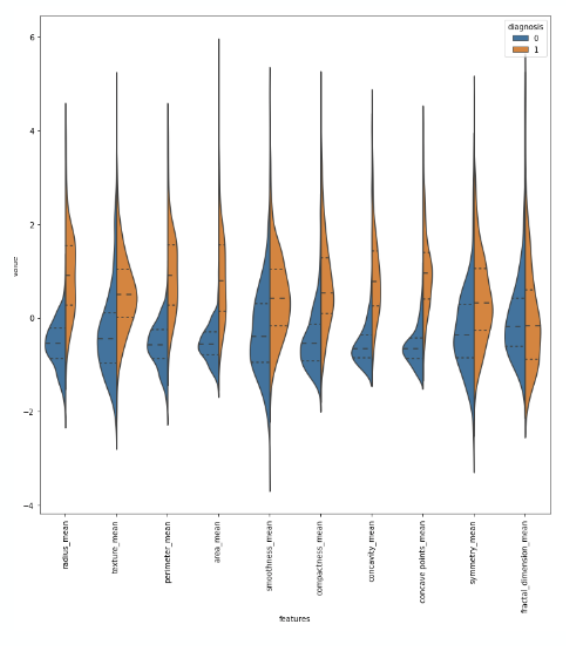 diagnosis
0
1
6
4
2
0
−2
−4
value
radius_mean
texture_mean
perimeter_mean
area_mean
smoothness_mean
compactness_mean
concavity_mean
concave points_mean
symmetry_mean
fractal_dimension_mean
features